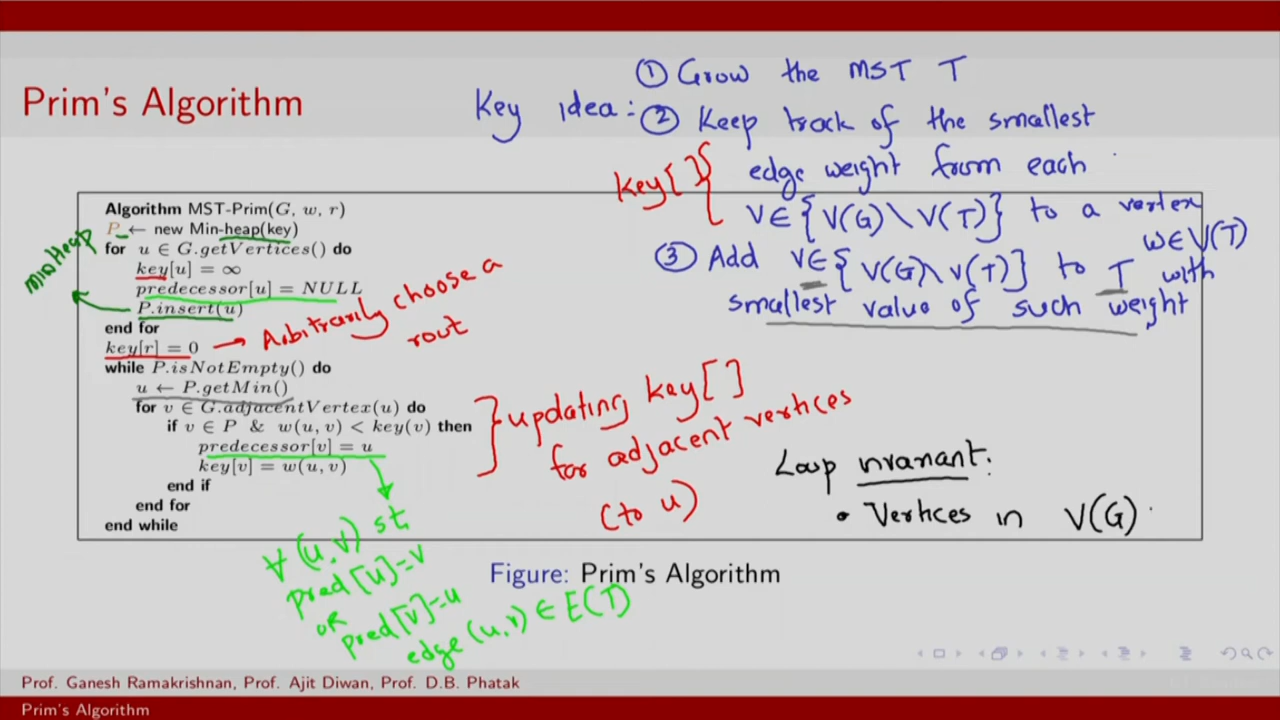 Prim's Algorithm
Key idea:
① Grow the MST T
② Keep track of the smallest
edge weight from each
key[]{
V∈{V(G)\V(T)} to a vertex
w∈V(T)
③ Add V∈{V(G)\V(T)} to T with
smallest value of such weight
Algorithm MST-Prim(G, w, r)
P ← new Min-heap(key)
for u ∈ G.getVertices() do
key[u] = ∞
predecessor[u] = NULL
P.insert(u)
end for
key[r] = 0
while P.isNotEmpty() do
u ← P.getMin()
for v ∈ G.adjacentVertex(u) do
if v ∈ P & w(u, v) < key(v) then
predecessor[v] = u
key[v] = w(u, v)
end if
end for
end while
minHeap
→ Arbitrarily choose a
rout
}updating key[]
for adjacent vertices
(to u)
Loop invariant:
• Vertices in V(G)
∀ (u,v) st,
pred[u]=v
OR
pred[v]=u
edge (u,v) ∈ E(T)
Figure: Prim's Algorithm
Prof. Ganesh Ramakrishnan, Prof. Ajit Diwan, Prof. D.B. Phatak
Prim's Algorithm